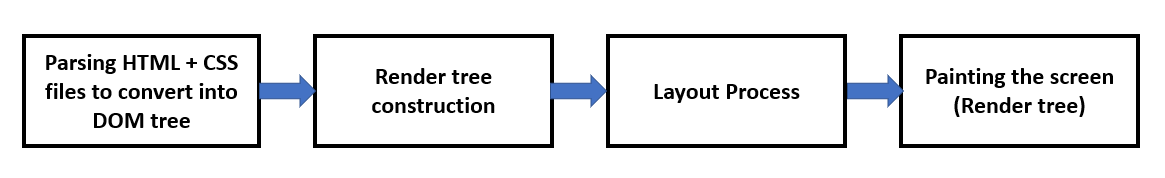 Parsing HTML + CSS
files to convert into
DOM tree
Render tree
construction
Layout Process
Painting the screen
(Render tree)